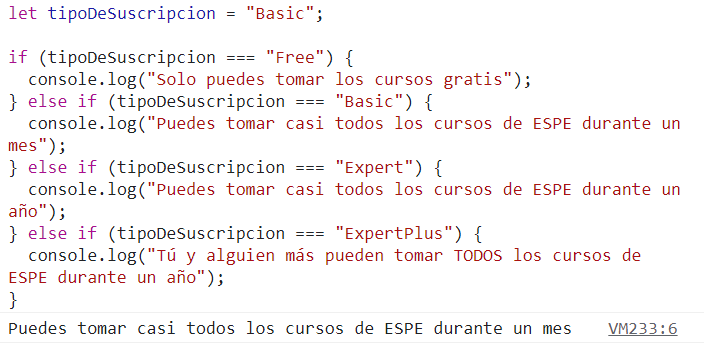 let tipoDeSuscripcion = "Basic";

if (tipoDeSuscripcion === "Free") {
  console.log("Solo puedes tomar los cursos gratis");
} else if (tipoDeSuscripcion === "Basic") {
  console.log("Puedes tomar casi todos los cursos de ESPE durante un
mes");
} else if (tipoDeSuscripcion === "Expert") {
  console.log("Puedes tomar casi todos los cursos de ESPE durante un
año");
} else if (tipoDeSuscripcion === "ExpertPlus") {
  console.log("Tú y alguien más pueden tomar TODOS los cursos de
ESPE durante un año");
}
Puedes tomar casi todos los cursos de ESPE durante un mes VM233:6